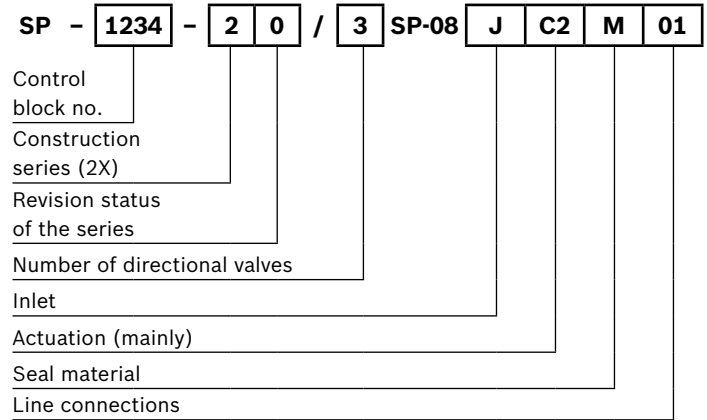 SP – 1234 – 2 0 / 3 SP-08 J C2 M 01
Control
block no.
Construction
series (2X)
Revision status
of the series
Number of directional valves
Inlet
Actuation (mainly)
Seal material
Line connections